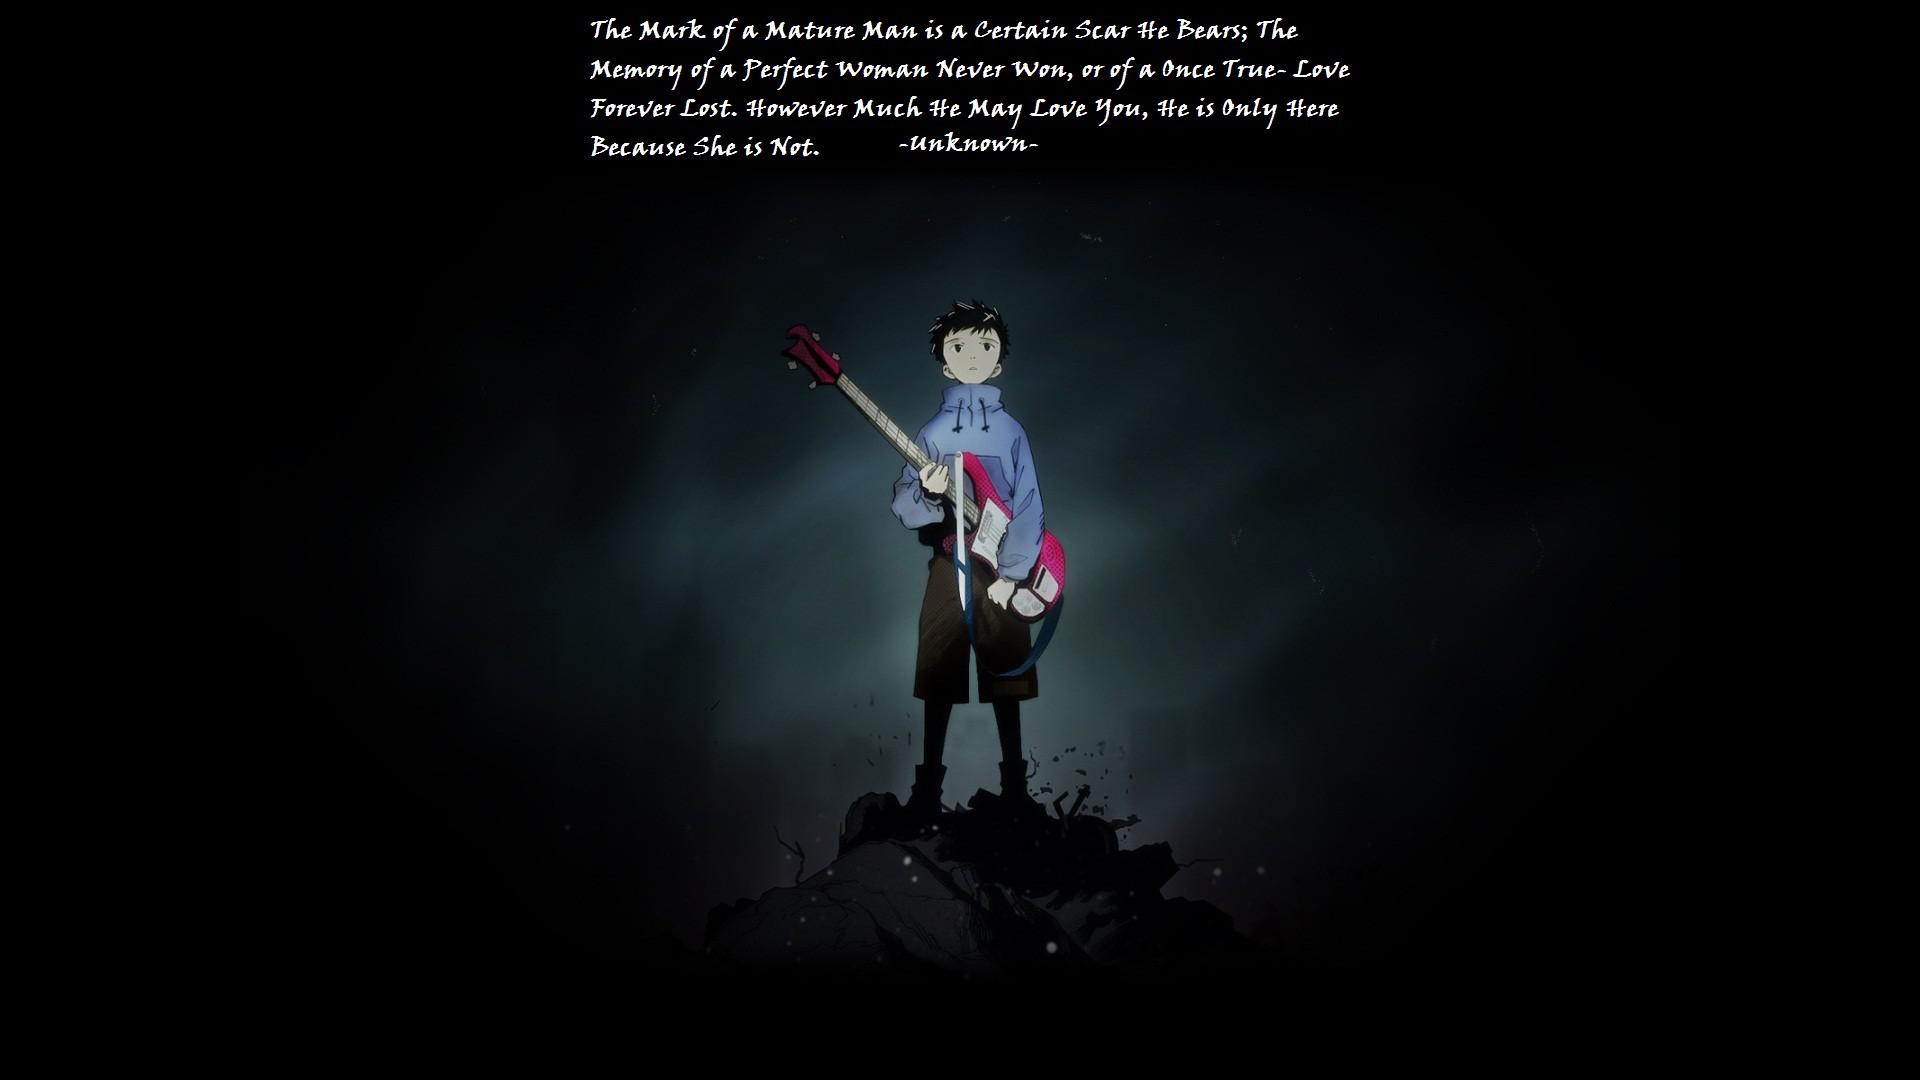 The Mark of a Mature Man is a Certain Scar He Bears; The
Memory of a Perfect Woman Never Won, or of a Once True- Love
Forever Lost. However Much He May Love You, He is Only Here
Because She is Not. -Unknown-